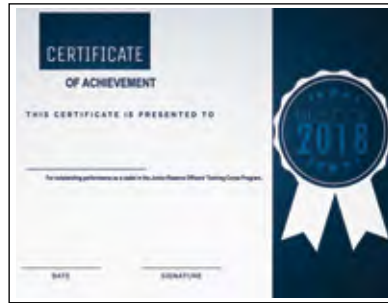 CERTIFICATE
OF ACHIEVEMENT
THIS CERTIFICATE IS PRESENTED TO
For outstanding performance as a cadet in the Junior Reserve Officers' Training Corps Program.
2018
DATE
SIGNATURE